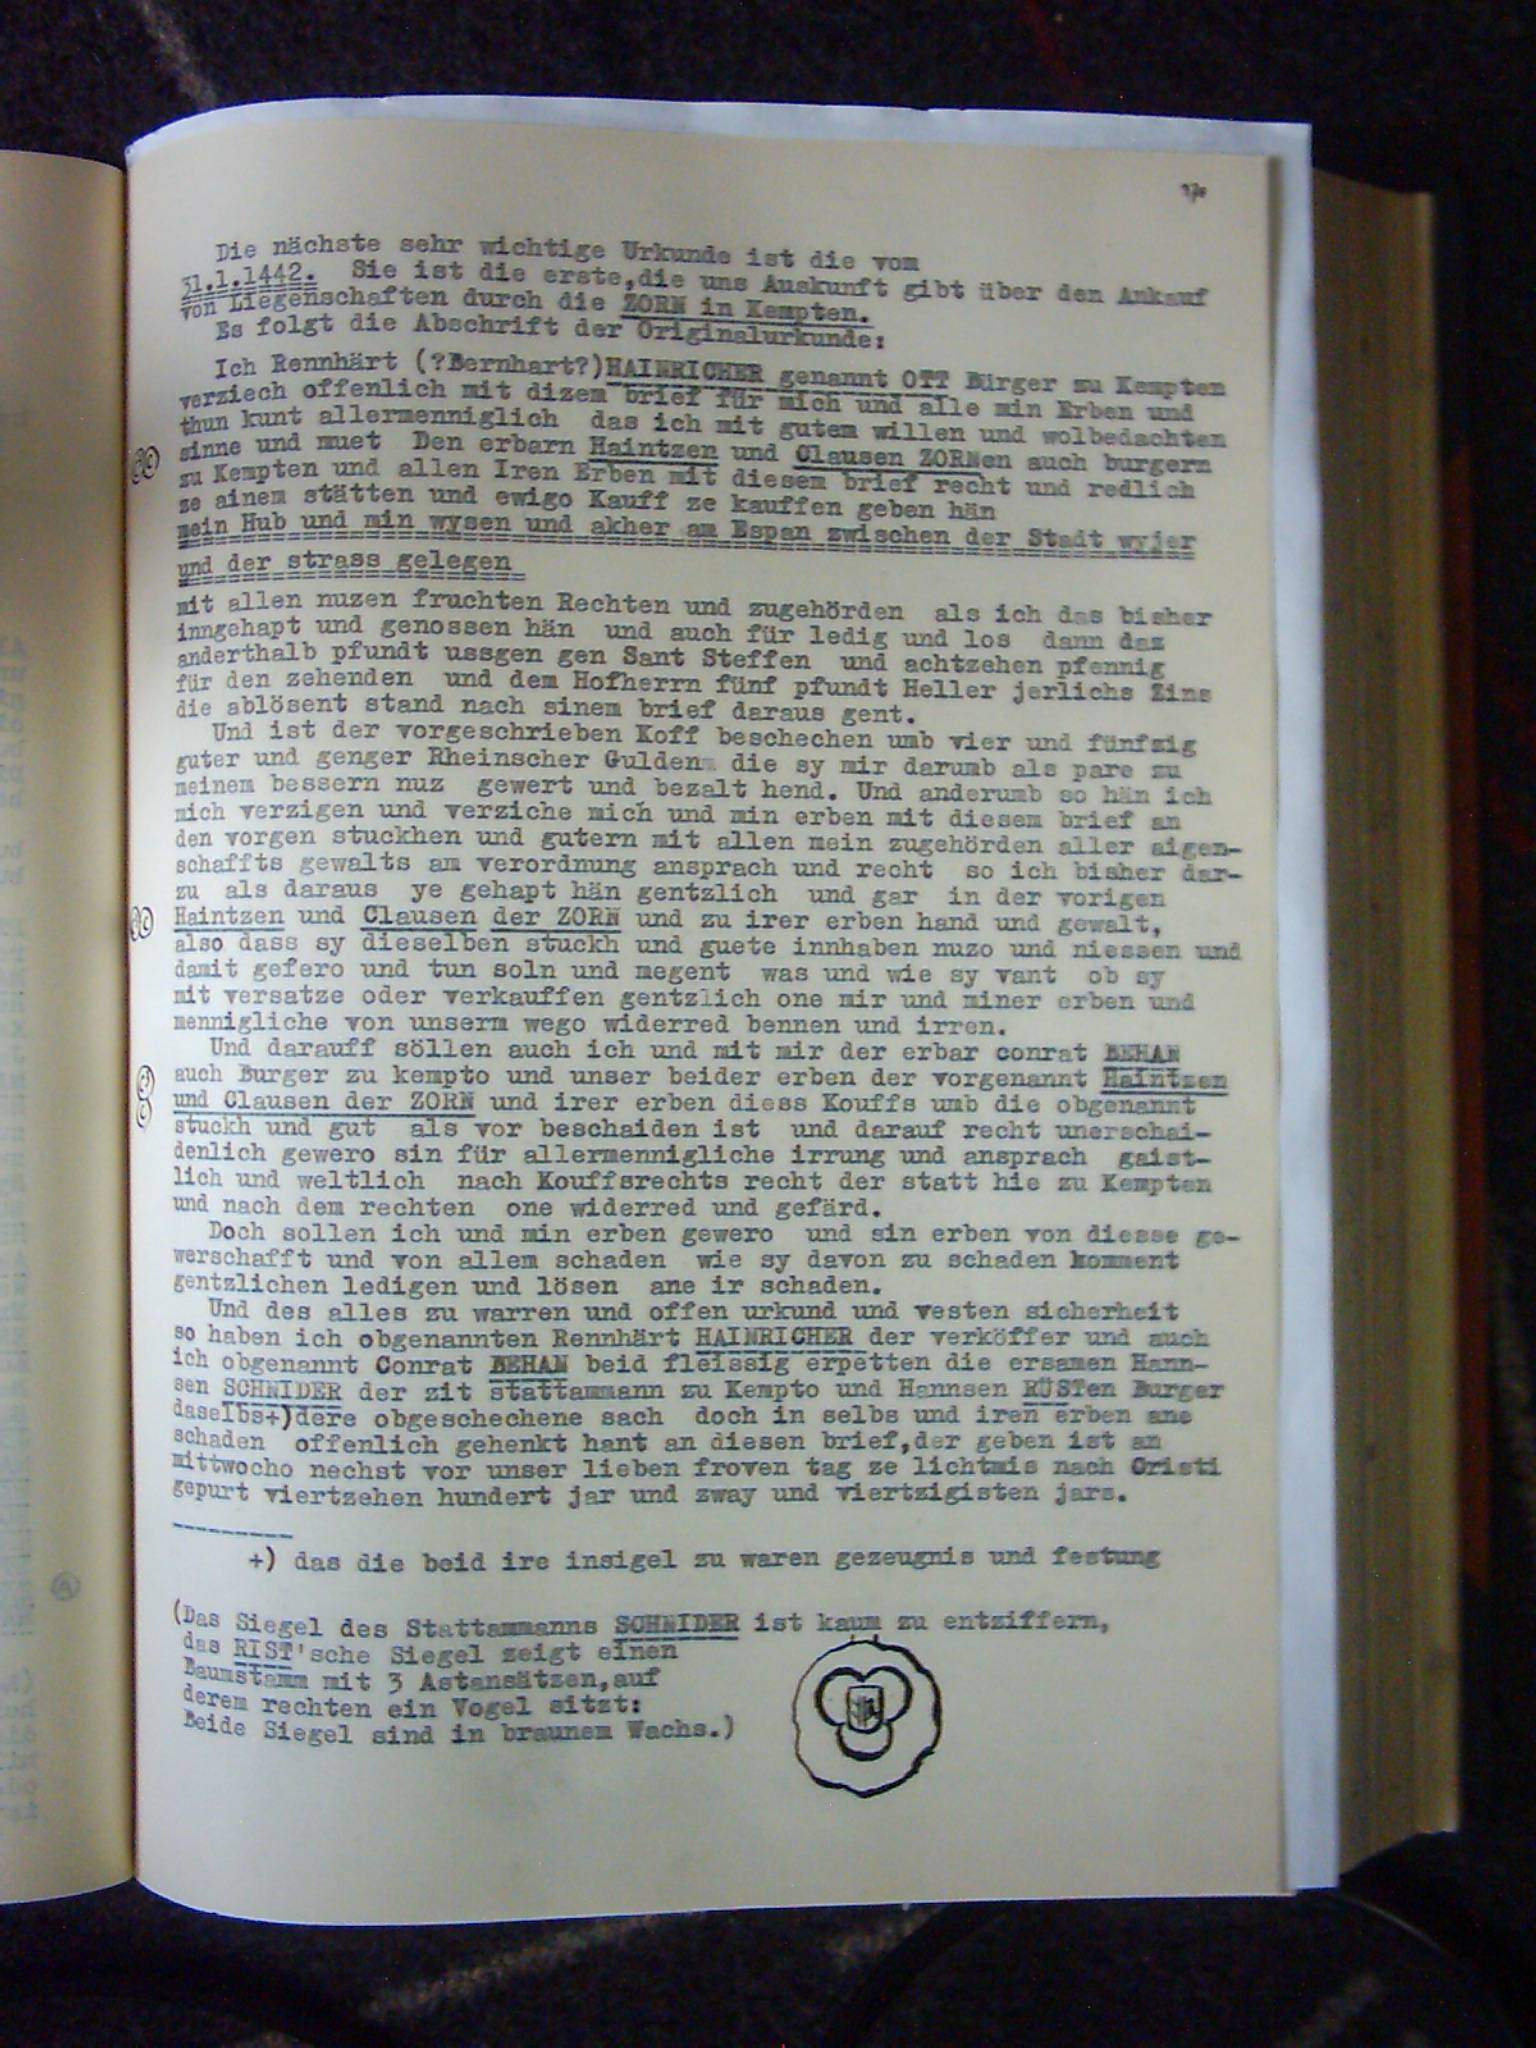 Die nächste sehr wichtige Urkunde ist die vom
31.1.1442. Sie ist die erste,die uns Auskunft gibt über den Ankauf
von Liegenschaften durch die ZORN in Kempten.
Es folgt die Abschrift der Originalurkunde:
Ich Rennhärt (?Bernhart?)HAINRICHER genannt OTT Bürger zu Kempten
verziech offenlich mit dizem brief für mich und alle min Erben und
thun kunt allermenniglich das ich mit gutem willen und wolbedachten
sinne und muet Den erbarn Haintzen und Clausen ZORNen auch burgern
zu Kempten und allen Iren Erben mit diesem brief recht und redlich
ze ainem stätten und ewigo Kauff ze kauffen geben hän
mein Hub und min wysen und akher am Espan zwischen der Stadt wyjer
und der strass gelegen
mit allen nuzen fruchten Rechten und zugehörden als ich das bisher
inngehapt und genossen hän und auch für ledig und los dann daz
anderthalb pfundt ussgen gen Sant Steffen und achtzehen pfennig
für den zehenden und dem Hofherrn fünf pfundt Heller jerlichs Zins
die ablösent stand nach sinem brief daraus gent.
Und ist der vorgeschrieben Koff beschechen umb vier und fünfzig
guter und genger Rheinscher Gulden die sy mir darumb als pare zu
meinem bessern nuz gewert und bezalt hend. Und anderumb so hän ich
mich verzigen und verziche mich und min erben mit diesem brief an
den vorgen stuckhen und gutern mit allen mein zugehörden aller aigen-
schaffts gewalts am verordnung ansprach und recht so ich bisher dar-
zu als daraus ye gehapt hän gentzlich und gar in der vorigen
Haintzen und Clausen der ZORN und zu irer erben hand und gewalt,
also dass sy dieselben stuckh und guete innhaben nuzo und niessen und
damit gefero und tun soln und megent was und wie sy vant ob sy
mit versatze oder verkauffen gentzlich one mir und miner erben und
mennigliche von unserm wego widerred bennen und irren.
Und darauff söllen auch ich und mit mir der erbar conrat BEHAN
auch Burger zu kempto und unser beider erben der vorgenannt Haintzen
und Clausen der ZORN und irer erben diess Kouffs umb die obgenannt
stuckh und gut als vor beschaiden ist und darauf recht unerschai-
denlich gewero sin für allermennigliche irrung und ansprach gaist-
lich und weltlich nach Kouffsrechts recht der statt hie zu Kempten
und nach dem rechten one widerred und gefärd.
Doch sollen ich und min erben gewero und sin erben von diesse ge-
werschafft und von allem schaden wie sy davon zu schaden komment
gentzlichen ledigen und lösen ane ir schaden.
Und des alles zu warren und offen urkund und vesten sicherheit
so haben ich obgenannten Rennhärt HAINRICHER der verköffer und auch
ich obgenannt Conrat BEHAN beid fleissig erpetten die ersamen Hann-
sen SCHNIDER der zit stattammann zu Kempto und Hannsen RÜSTen Burger
daselbs+)dere obgeschechene sach doch in selbs und iren erben ane
schaden offenlich gehenkt hant an diesen brief,der geben ist an
mittwocho nechst vor unser lieben froven tag ze lichtmis nach Cristi
gepurt viertzehen hundert jar und zway und viertzigisten jars.
+) das die beid ire insigel zu waren gezeugnis und festung
(Das Siegel des Stattammanns SCHNIDER ist kaum zu entziffern,
das RIST'sche Siegel zeigt einen
Baumstamm mit 3 Astansätzen,auf
derem rechten ein Vogel sitzt:
Beide Siegel sind in braunem Wachs.)